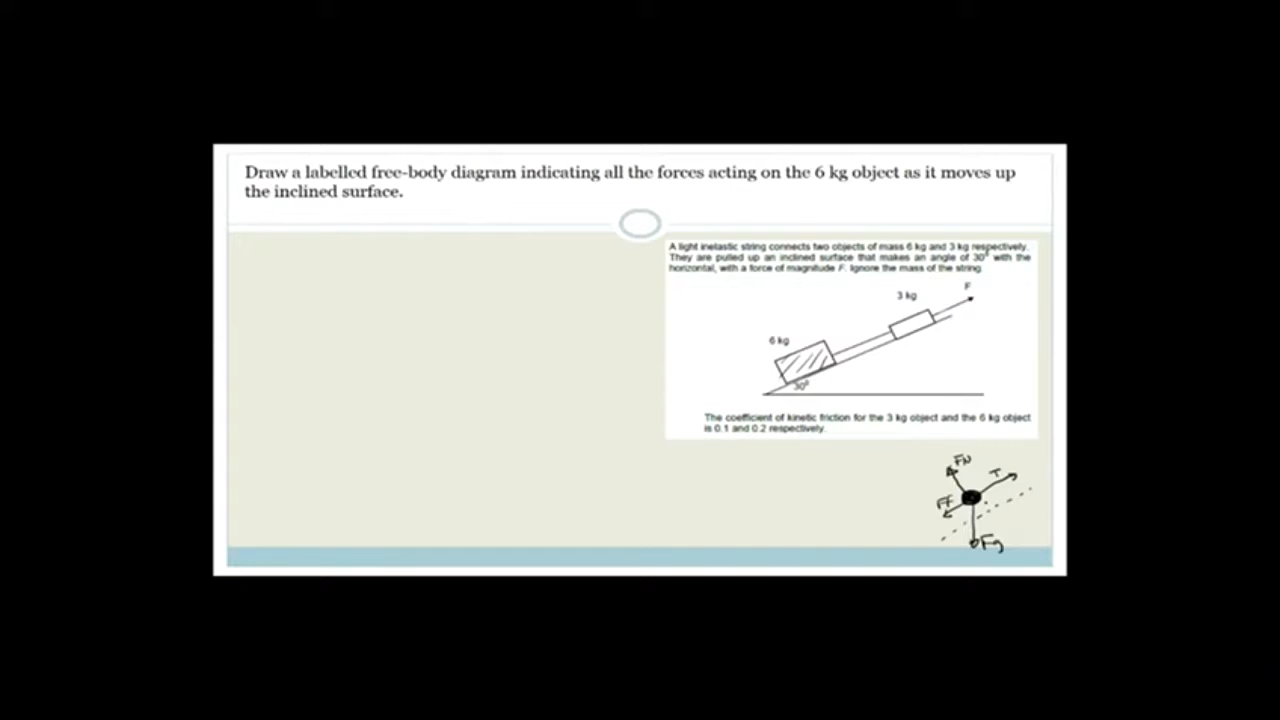 Draw a labelled free-body diagram indicating all the forces acting on the 6 kg object as it moves up
the inclined surface.
A light inelastic string connects two objects of mass 6 kg and 3 kg respectively.
They are pulled up an inclined surface that makes an angle of 30⁰ with the
horizontal, with a force of magnitude F. Ignore the mass of the string.
F
3 kg
6 kg
30⁰
The coefficient of kinetic friction for the 3 kg object and the 6 kg object
is 0.1 and 0.2 respectively.
FN
T
Ff
Fg